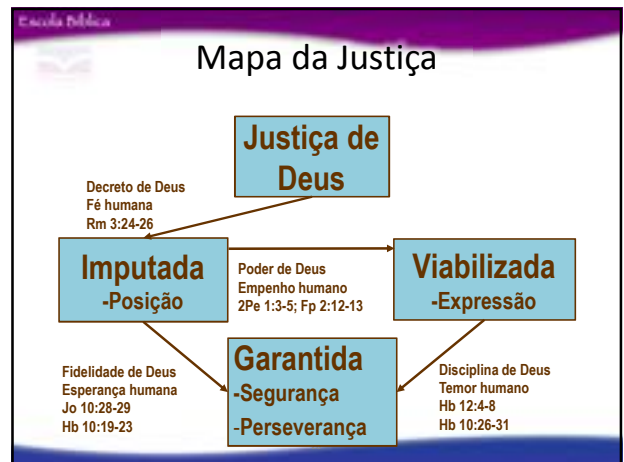 Escola Bíblica
Mapa da Justiça
Justiça de
Deus
Decreto de Deus
Fé humana
Rm 3:24-26
Imputada
-Posição
Poder de Deus
Empenho humano
2Pe 1:3-5; Fp 2:12-13
Viabilizada
-Expressão
Fidelidade de Deus
Esperança humana
Jo 10:28-29
Hb 10:19-23
Garantida
-Segurança
-Perseverança
Disciplina de Deus
Temor humano
Hb 12:4-8
Hb 10:26-31